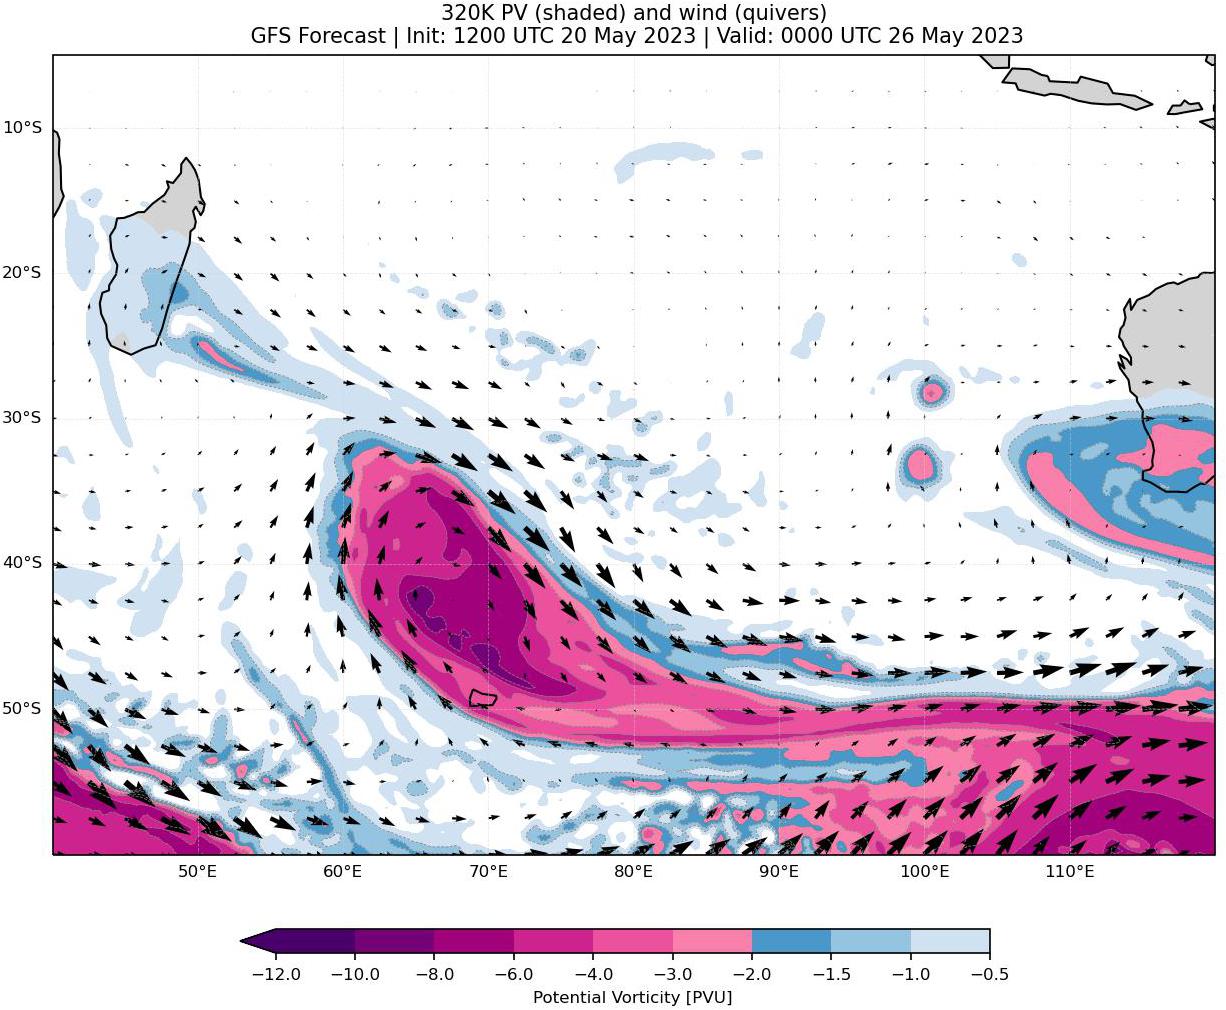 320K PV (shaded) and wind (quivers)
GFS Forecast | Init: 1200 UTC 20 May 2023 | Valid: 0000 UTC 26 May 2023
10°S
20°S
30°S
40°S
50°S
50°E 60°E 70°E 80°E 90°E 100°E 110°E
−12.0 −10.0 −8.0 −6.0 −4.0 −3.0 −2.0 −1.5 −1.0 −0.5
Potential Vorticity [PVU]